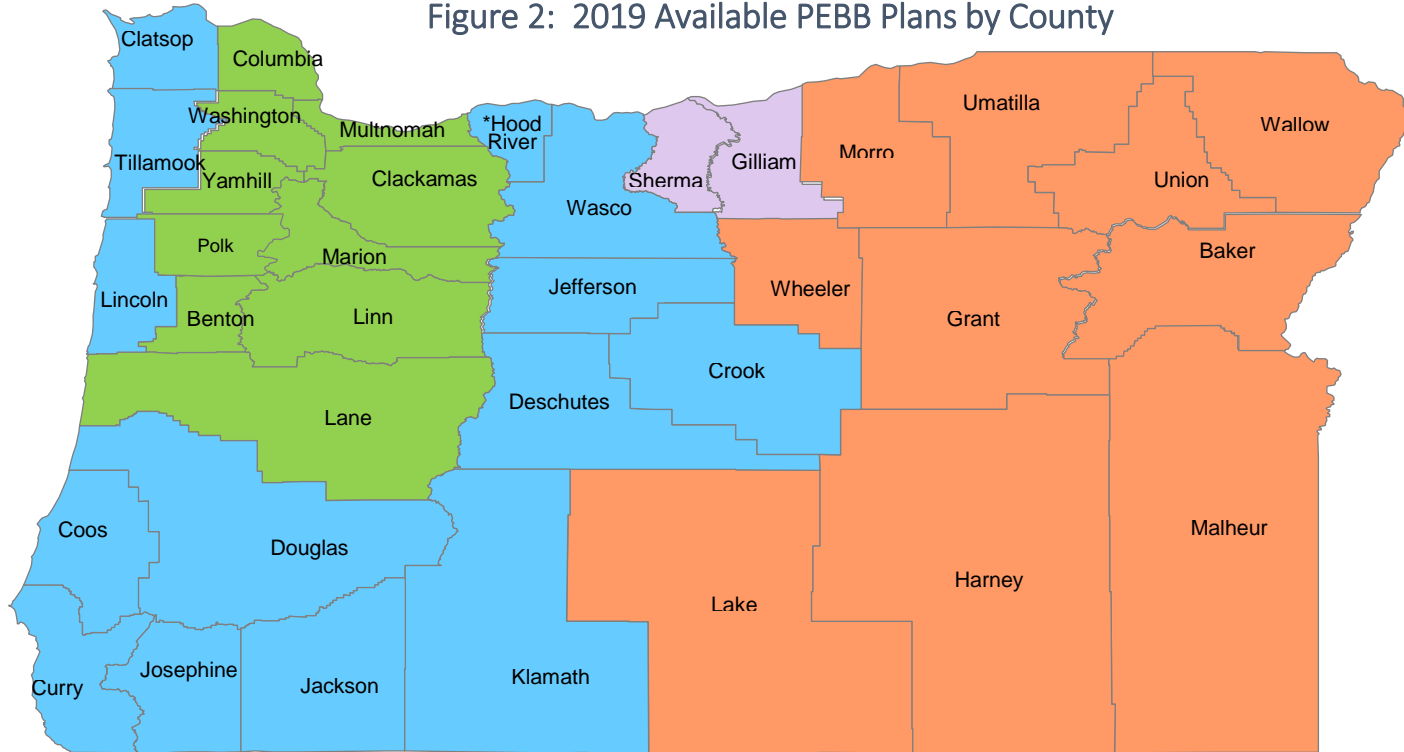 Figure 2: 2019 Available PEBB Plans by County
Clatsop
Columbia
Washington
Multnomah
*Hood
River
Umatilla
Wallow
Tillamook
Yamhill
Clackamas
Sherma
Gilliam
Morro
Union
Wasco
Polk
Marion
Baker
Lincoln
Benton
Linn
Jefferson
Wheeler
Grant
Crook
Deschutes
Lane
Coos
Douglas
Malheur
Harney
Lake
Curry
Josephine
Jackson
Klamath